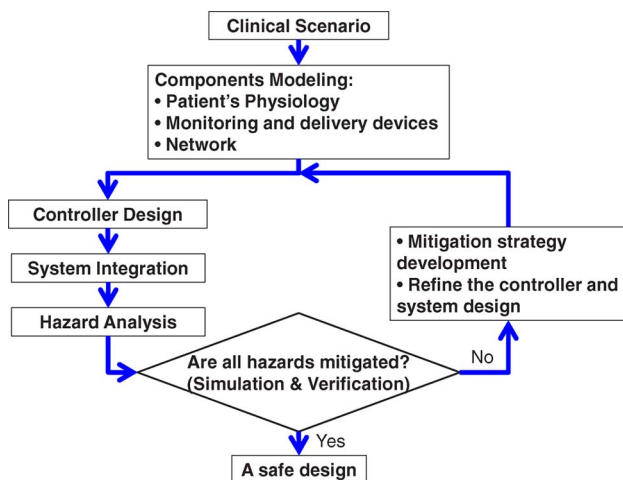 Clinical Scenario
Components Modeling:
• Patient's Physiology
• Monitoring and delivery devices
• Network
Controller Design
System Integration
Hazard Analysis
• Mitigation strategy
development
• Refine the controller and
system design
Are all hazards mitigated?
(Simulation & Verification)
No
Yes
A safe design